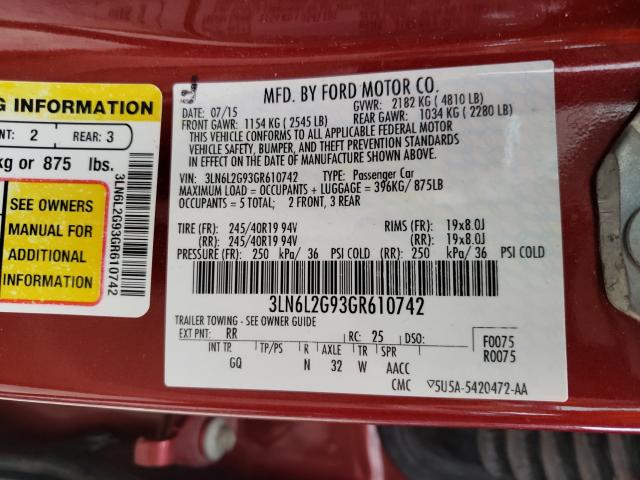 G INFORMATION
NT: 2 REAR: 3
kg or 875 lbs.
SEE OWNERS
MANUAL FOR
ADDITIONAL
INFORMATION
3LN6L2G93GR610742
MFD. BY FORD MOTOR CO.
DATE: 07/15 GVWR: 2182 KG ( 4810 LB)
FRONT GAWR: 1154 KG ( 2545 LB) REAR GAWR: 1034 KG ( 2280 LB)
THIS VEHICLE CONFORMS TO ALL APPLICABLE FEDERAL MOTOR
VEHICLE SAFETY, BUMPER, AND THEFT PREVENTION STANDARDS
IN EFFECT ON THE DATE OF MANUFACTURE SHOWN ABOVE.
VIN: 3LN6L2G93GR610742 TYPE: Passenger Car
MAXIMUM LOAD = OCCUPANTS + LUGGAGE = 396KG/ 875LB
OCCUPANTS = 5 TOTAL; 2 FRONT, 3 REAR
TIRE (FR): 245/40R19 94V RIMS (FR): 19x8.0J
(RR): 245/40R19 94V (RR): 19x8.0J
PRESSURE (FR): 250 kPa/ 36 PSI COLD (RR): 250 kPa/ 36 PSI COLD
3LN6L2G93GR610742
TRAILER TOWING - SEE OWNER GUIDE
EXT PNT: RR RC: 25 DSO: F0075
R0075
INT TR. TP/PS R AXLE TR SPR
GQ N 32 W AACC
CMC 5U5A-5420472-AA